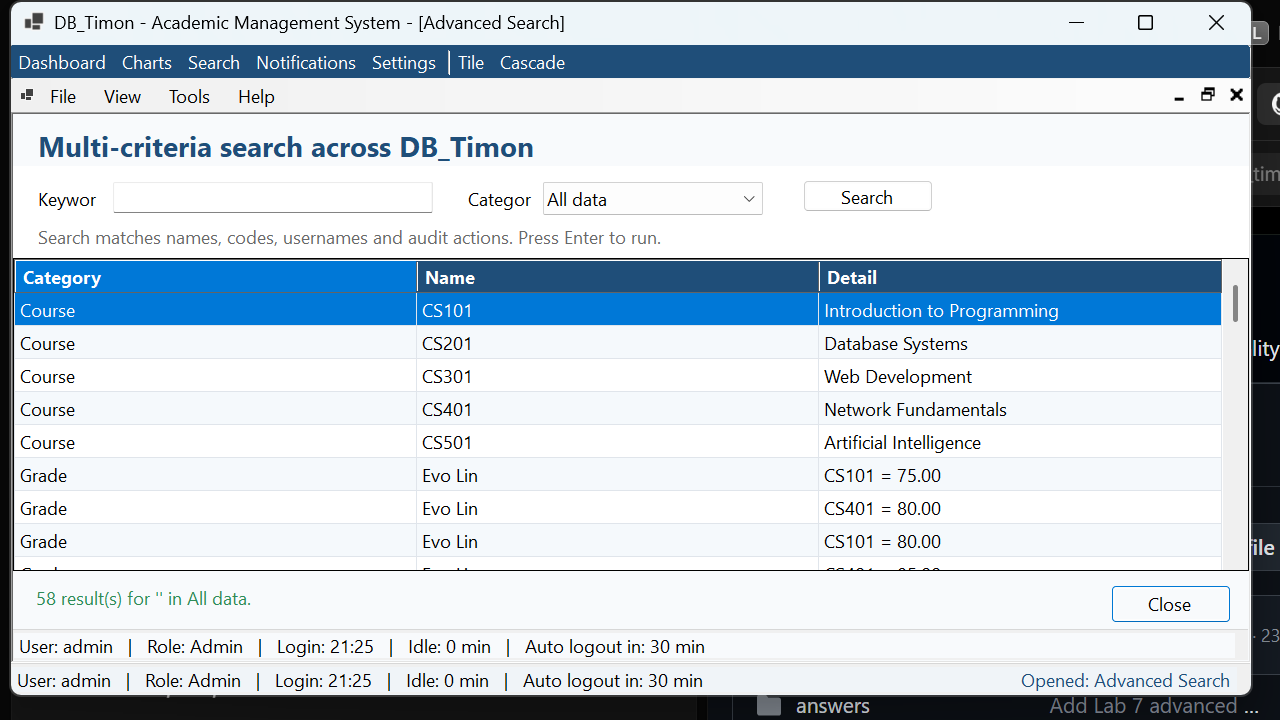 DB_Timon - Academic Management System - [Advanced Search]
Dashboard Charts Search Notifications Settings | Tile Cascade
File View Tools Help
Multi-criteria search across DB_Timon
Keywor Categor All data Search
Search matches names, codes, usernames and audit actions. Press Enter to run.
Category Name Detail
Course CS101 Introduction to Programming
Course CS201 Database Systems
Course CS301 Web Development
Course CS401 Network Fundamentals
Course CS501 Artificial Intelligence
Grade Evo Lin CS101 = 75.00
Grade Evo Lin CS401 = 80.00
Grade Evo Lin CS101 = 80.00
58 result(s) for '' in All data.
Close
User: admin | Role: Admin | Login: 21:25 | Idle: 0 min | Auto logout in: 30 min
User: admin | Role: Admin | Login: 21:25 | Idle: 0 min | Auto logout in: 30 min Opened: Advanced Search
L
_tim
lity
file
· 23
answers Add Lab 7 advanced ...